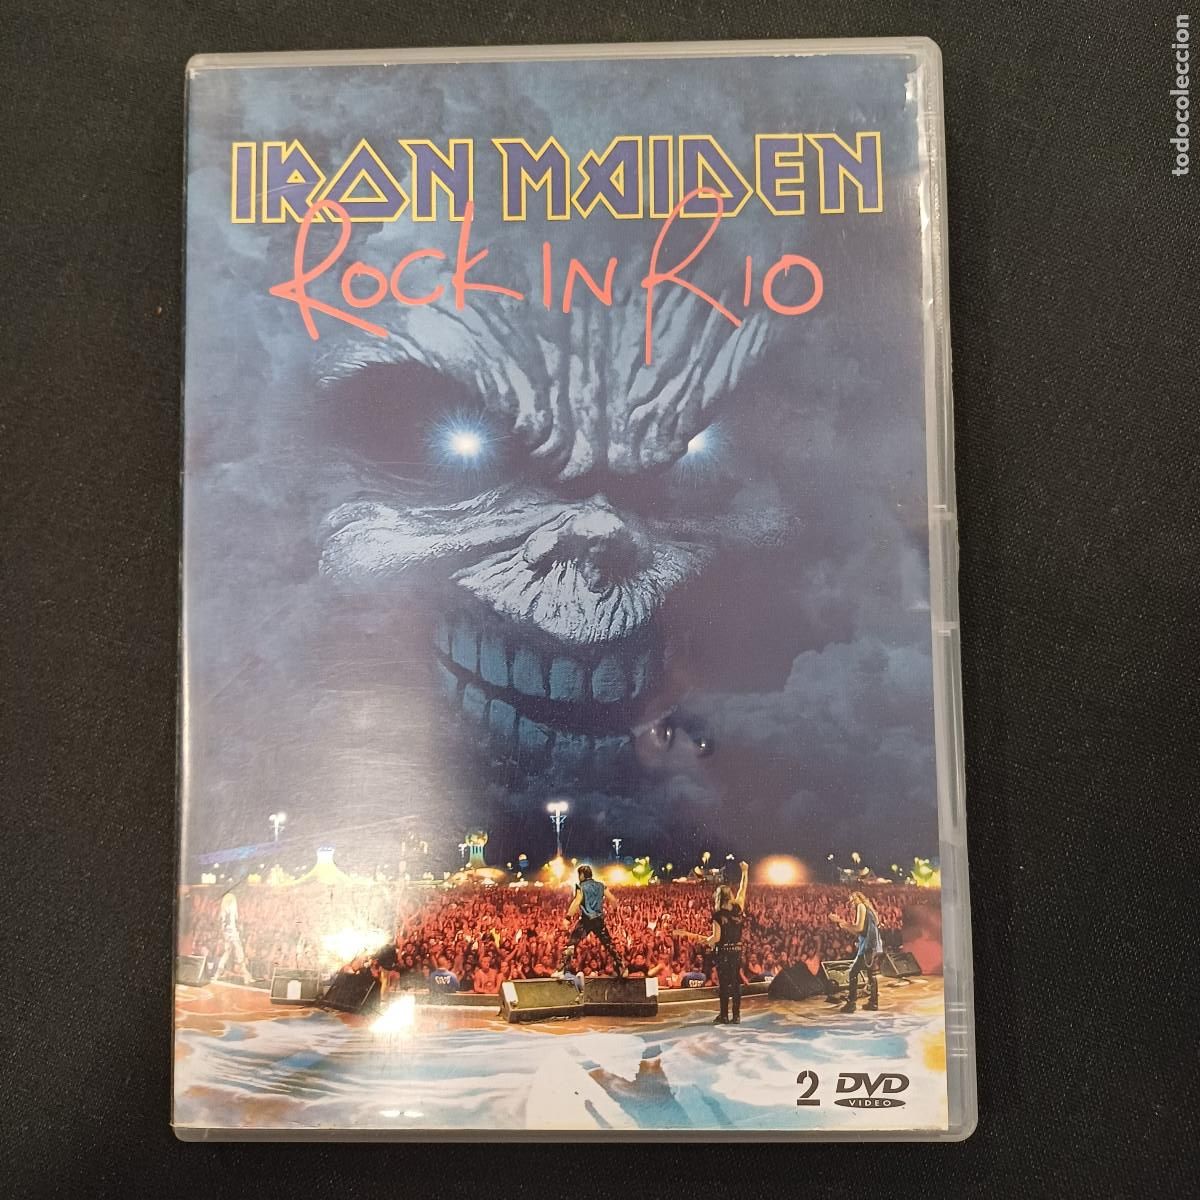 IRON MAIDEN
ROCK IN RIO
2 DVD
VIDEO
todocoleccion